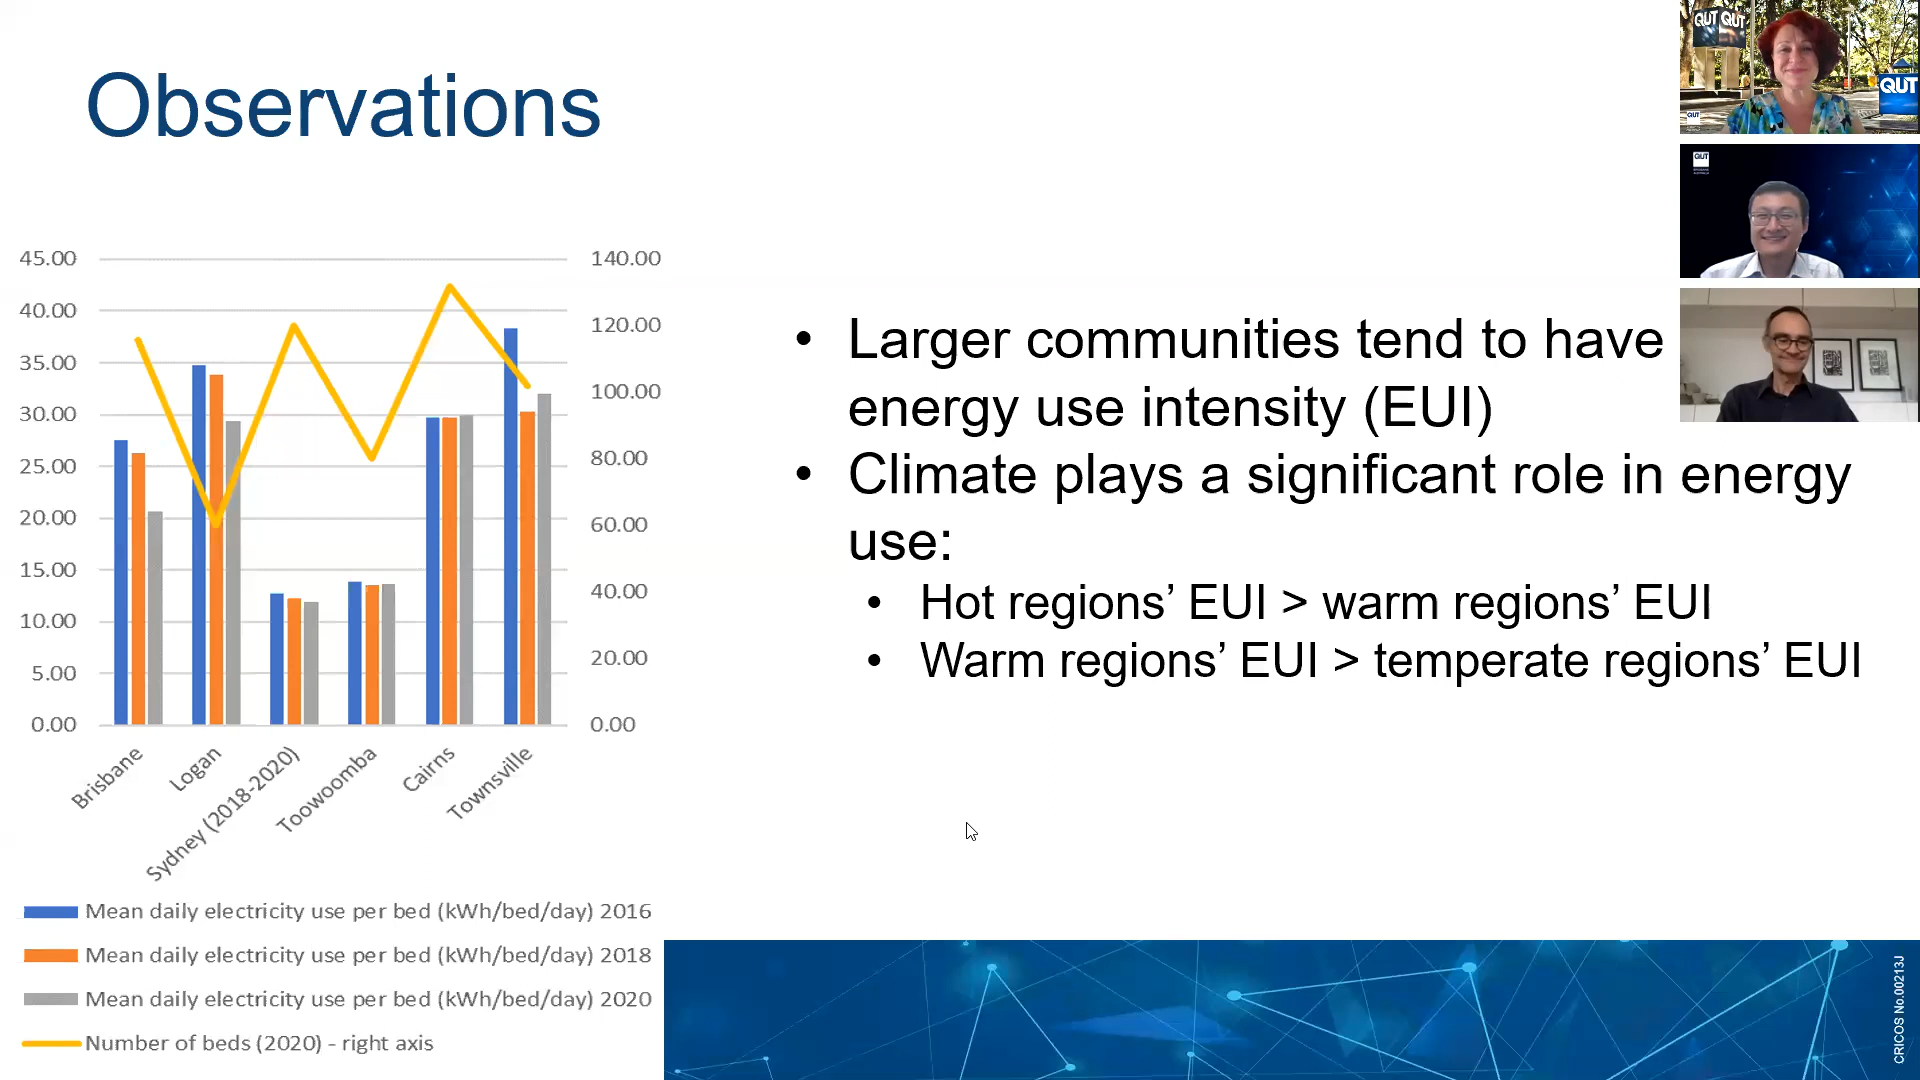 Observations
45.00
40.00
35.00
30.00
25.00
20.00
15.00
10.00
5.00
0.00
140.00
120.00
100.00
80.00
60.00
40.00
20.00
0.00
Brisbane
Logan
Sydney (2018-2020)
Toowoomba
Cairns
Townsville
Mean daily electricity use per bed (kWh/bed/day) 2016
Mean daily electricity use per bed (kWh/bed/day) 2018
Mean daily electricity use per bed (kWh/bed/day) 2020
Number of beds (2020) - right axis
• Larger communities tend to have
energy use intensity (EUI)
• Climate plays a significant role in energy
use:
• Hot regions’ EUI > warm regions’ EUI
• Warm regions’ EUI > temperate regions’ EUI
QUT QUT
QUT
QUT
QUT
CRICOS No.00213J